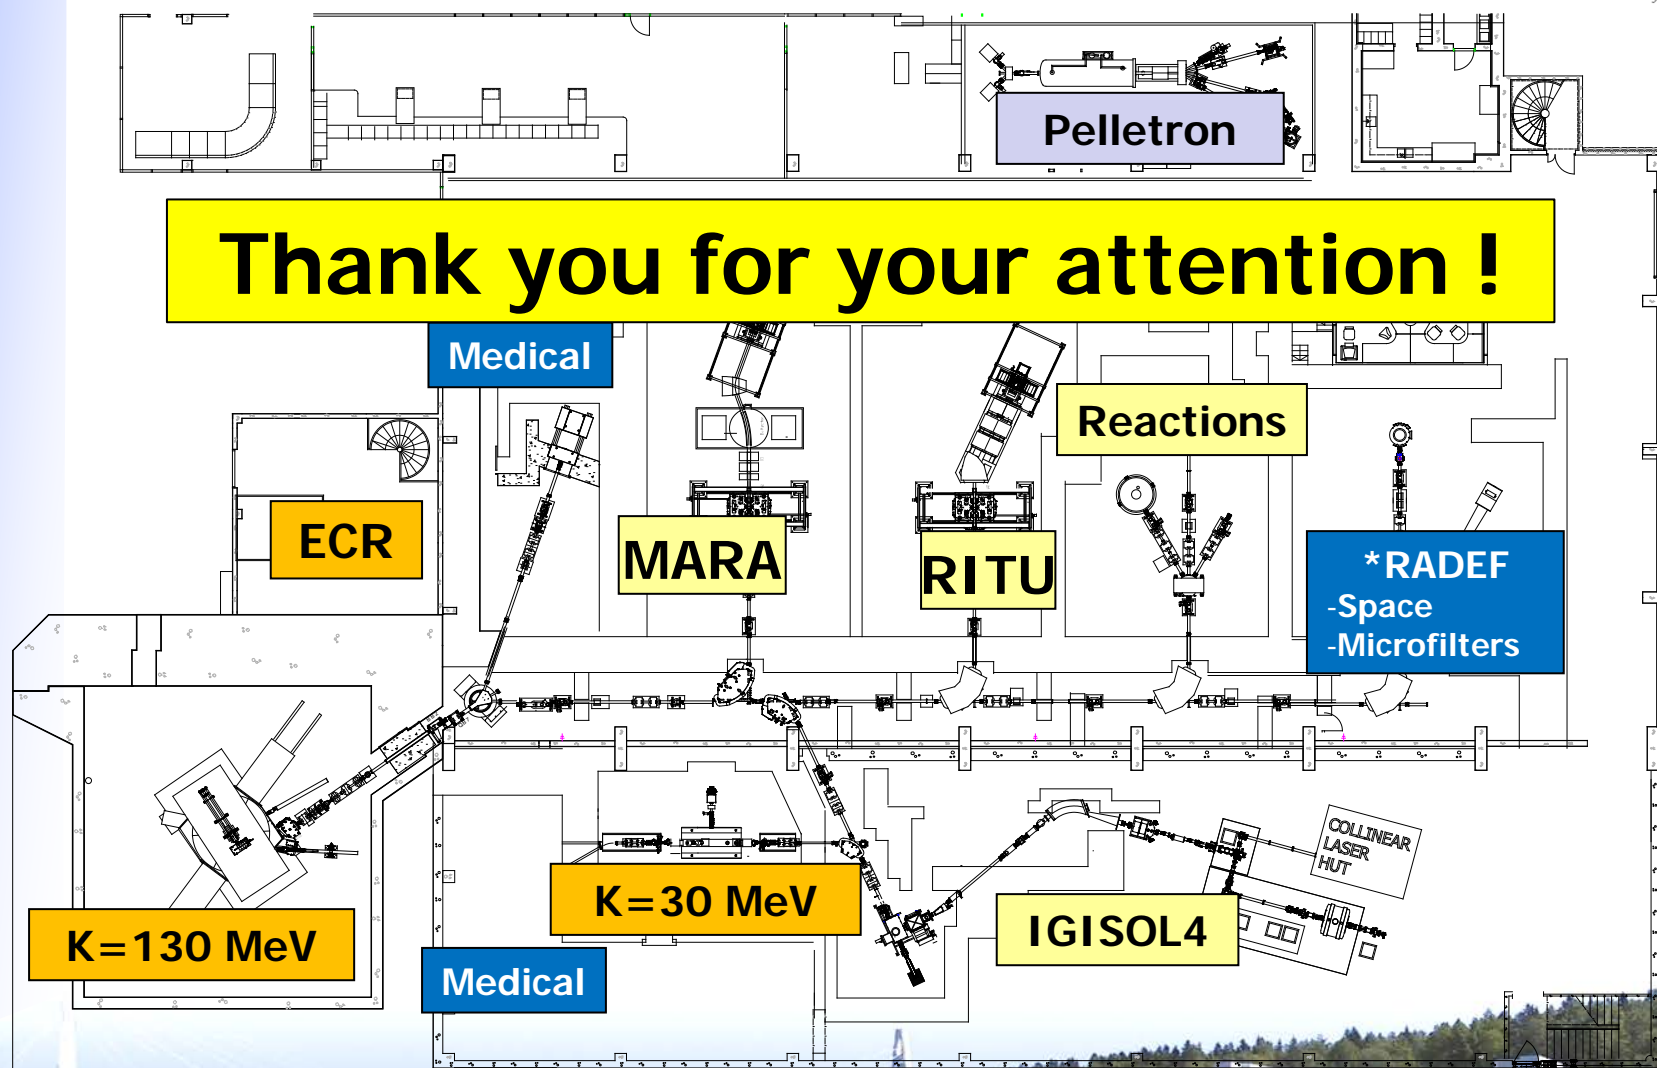 Pelletron
Thank you for your attention !
Medical
Reactions
ECR
MARA
RITU
*RADEF
-Space
-Microfilters
COLLINEAR
LASER
HUT
K=30 MeV
K=130 MeV
IGISOL4
Medical